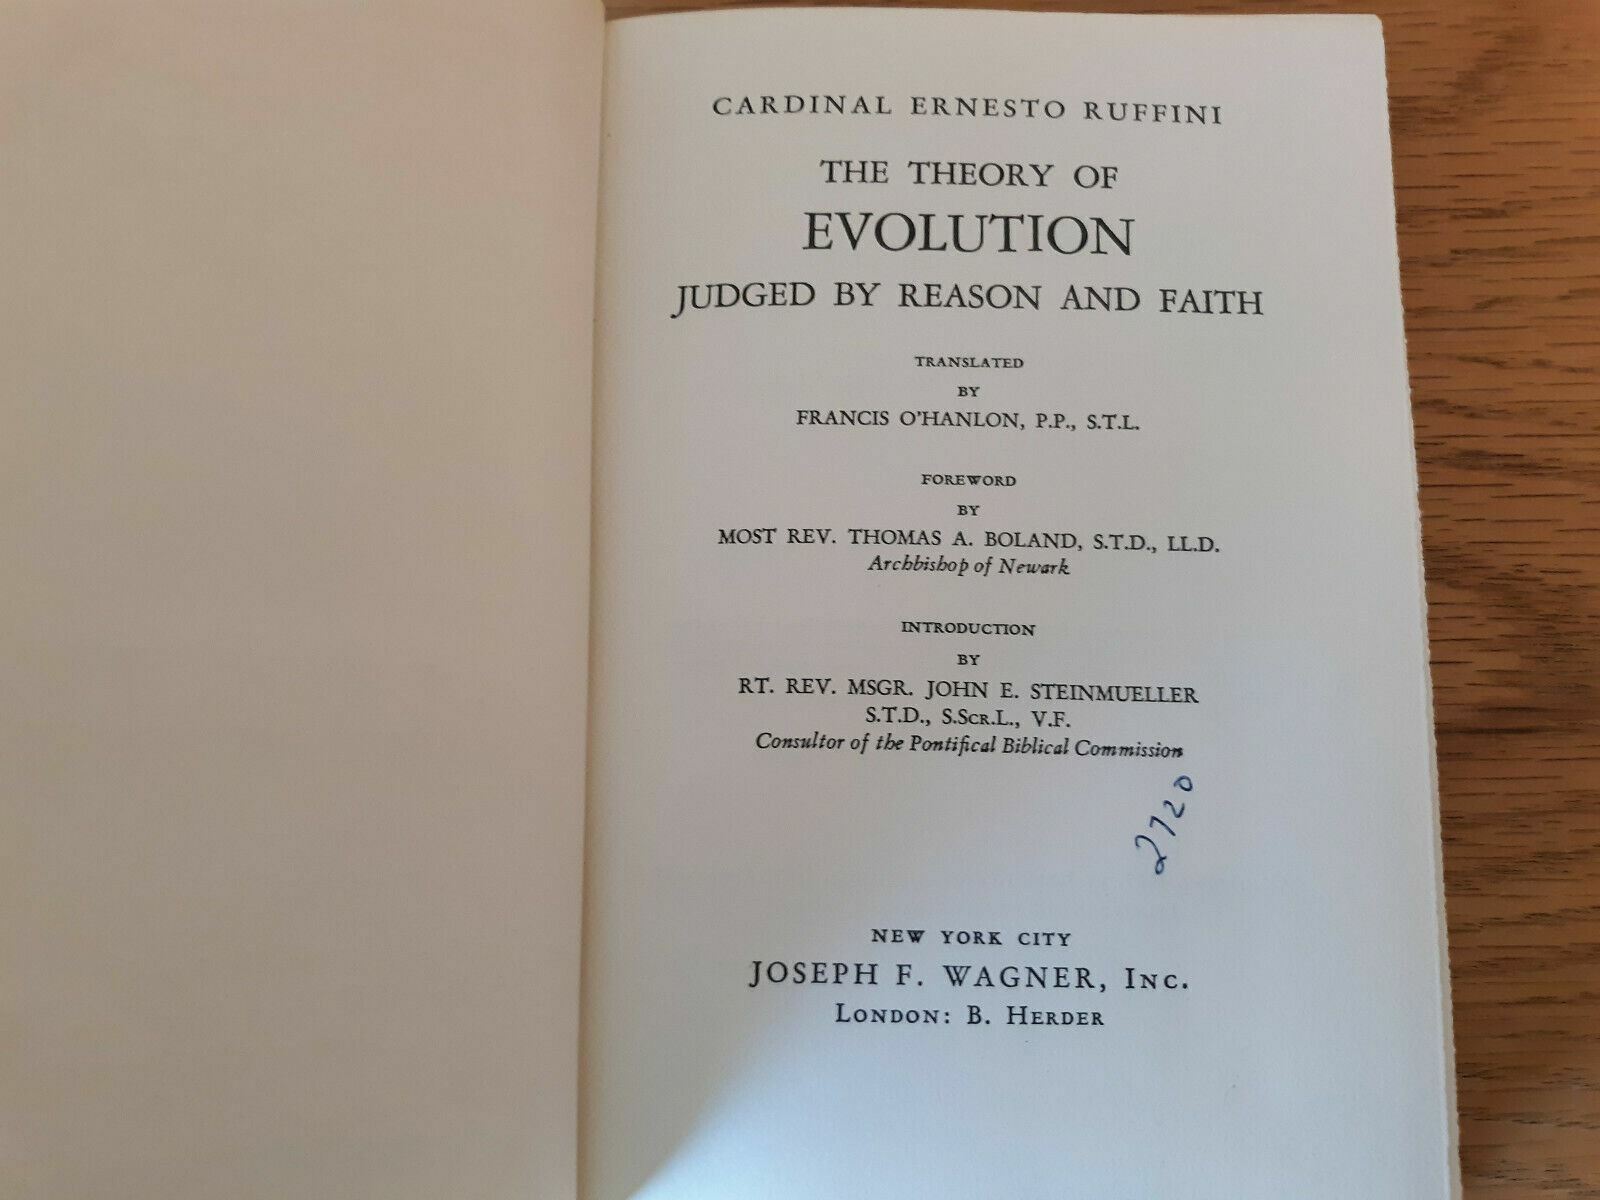 CARDINAL ERNESTO RUFFINI
THE THEORY OF
EVOLUTION
JUDGED BY REASON AND FAITH
TRANSLATED
BY
FRANCIS O'HANLON, P.P., S.T.L.
FOREWORD
BY
MOST REV. THOMAS A. BOLAND, S.T.D., LL.D.
Archbishop of Newark
INTRODUCTION
BY
RT. REV. MSGR. JOHN E. STEINMUELLER
S.T.D., S.SCR.L., V.F.
Consultor of the Pontifical Biblical Commission
2720
NEW YORK CITY
JOSEPH F. WAGNER, INC.
LONDON: B. HERDER